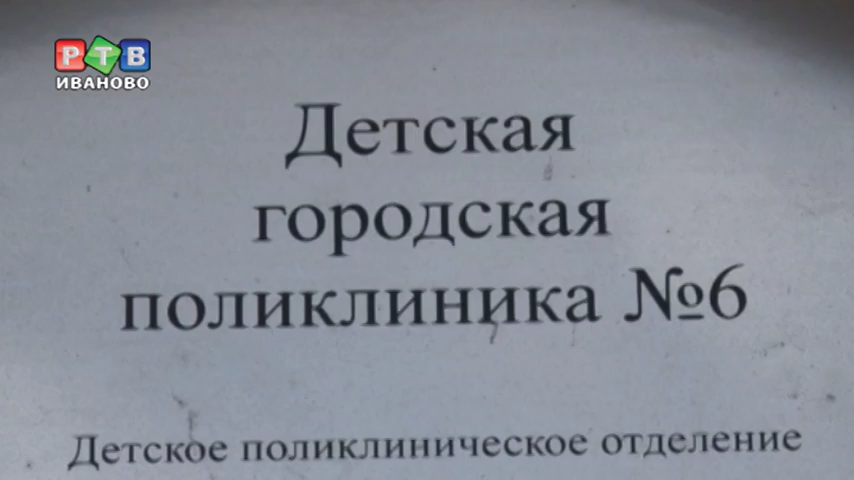 РТВ
ИВАНОВО
Детская
городская
поликлиника №6
Детское поликлиническое отделение